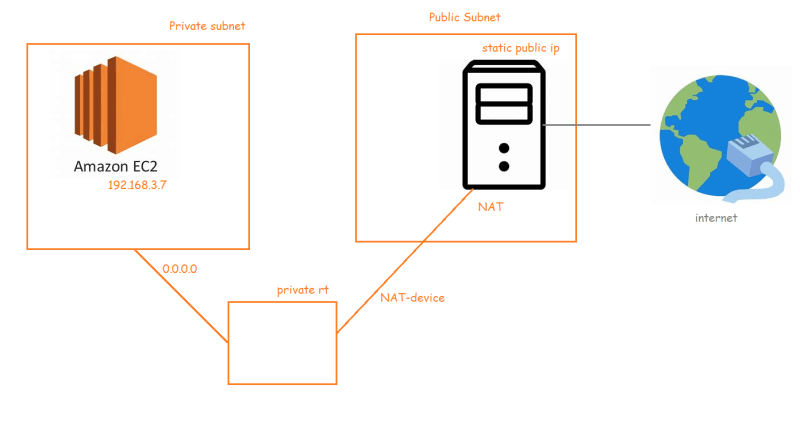 Private subnet
Public Subnet
static public ip
Amazon EC2
192.168.3.7
NAT
internet
0.0.0.0
private rt
NAT-device